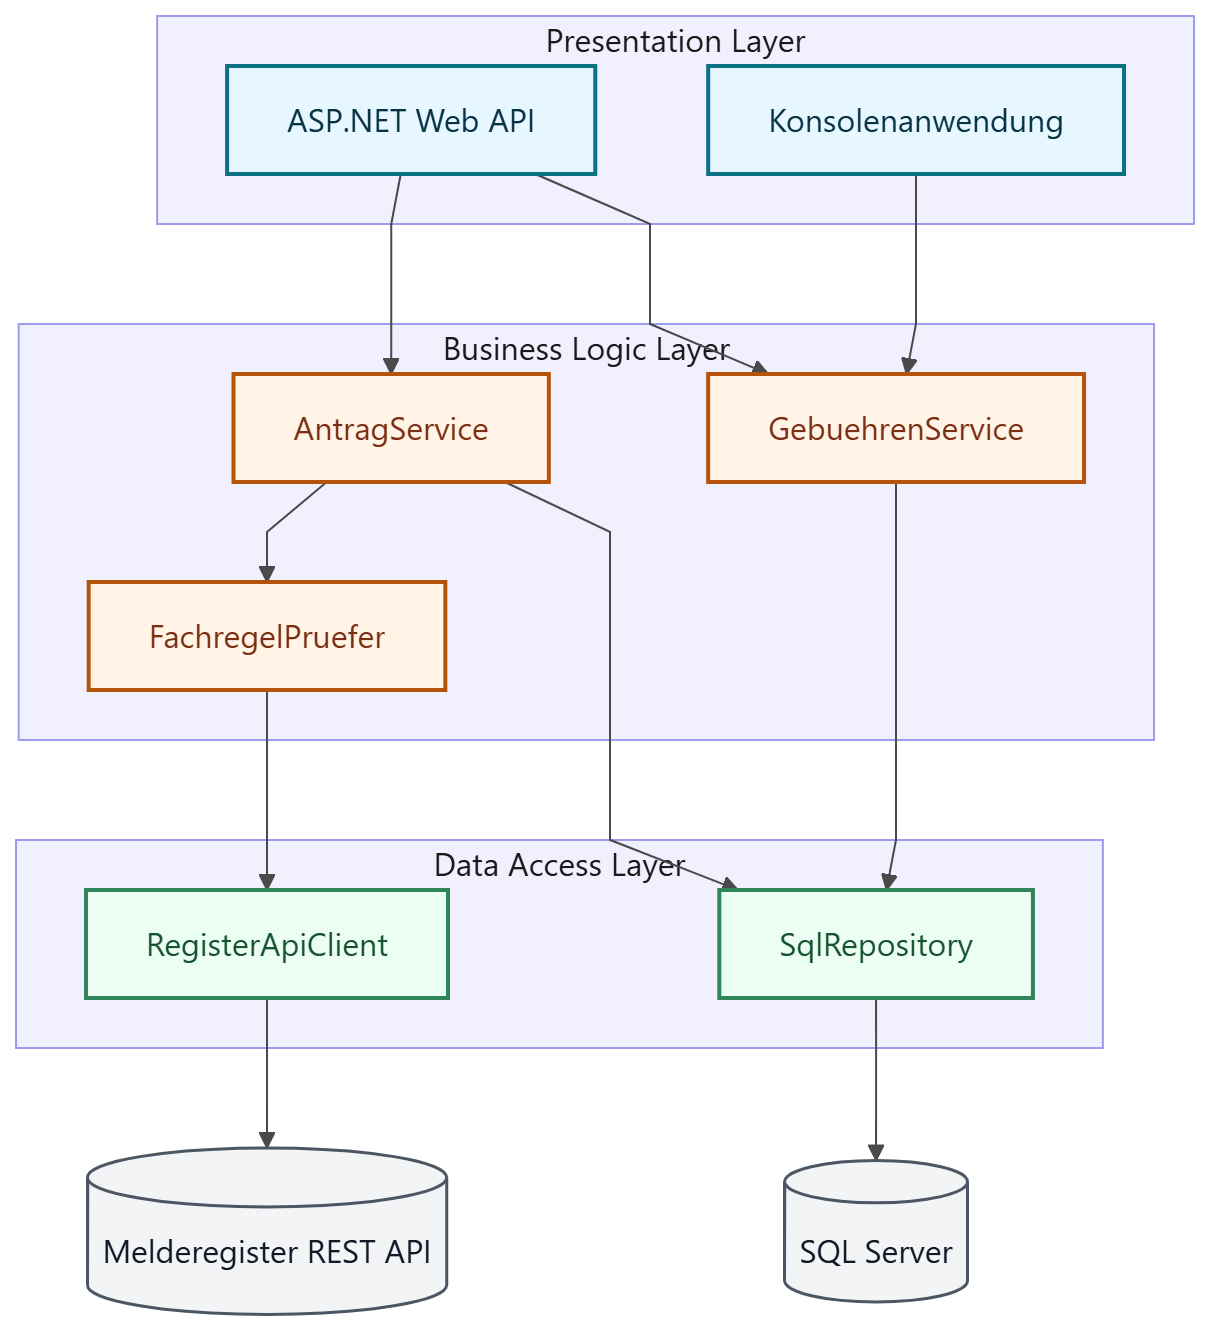 Presentation Layer
ASP.NET Web API
Konsolenanwendung
Business Logic Layer
AntragService
GebuehrenService
FachregelPruefer
Data Access Layer
RegisterApiClient
SqlRepository
Melderegister REST API
SQL Server